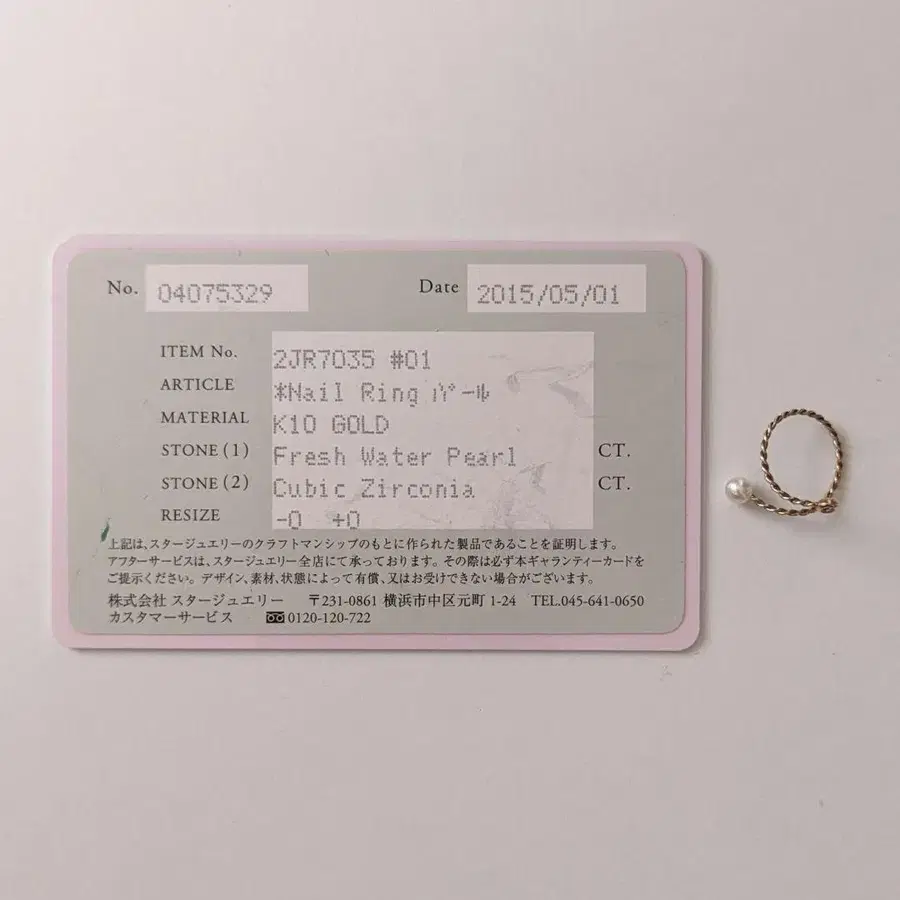 No. 04075329 Date 2015/05/01
ITEM No. 2JR7035 #01
ARTICLE *Nail Ring ﾊﾟｰﾙ
MATERIAL K10 GOLD
STONE(1) Fresh Water Pearl CT.
STONE(2) Cubic Zirconia CT.
RESIZE -0 +0
上記は、スタージュエリーのクラフトマンシップのもとに作られた製品であることを証明します。
アフターサービスは、スタージュエリー全店にて承っております。その際は必ず本ギャランティーカードを
ご提示ください。デザイン、素材、状態によって有償、又はお受けできない場合がございます。
株式会社 スタージュエリー 〒231-0861 横浜市中区元町 1-24 TEL.045-641-0650
カスタマーサービス 0120-120-722